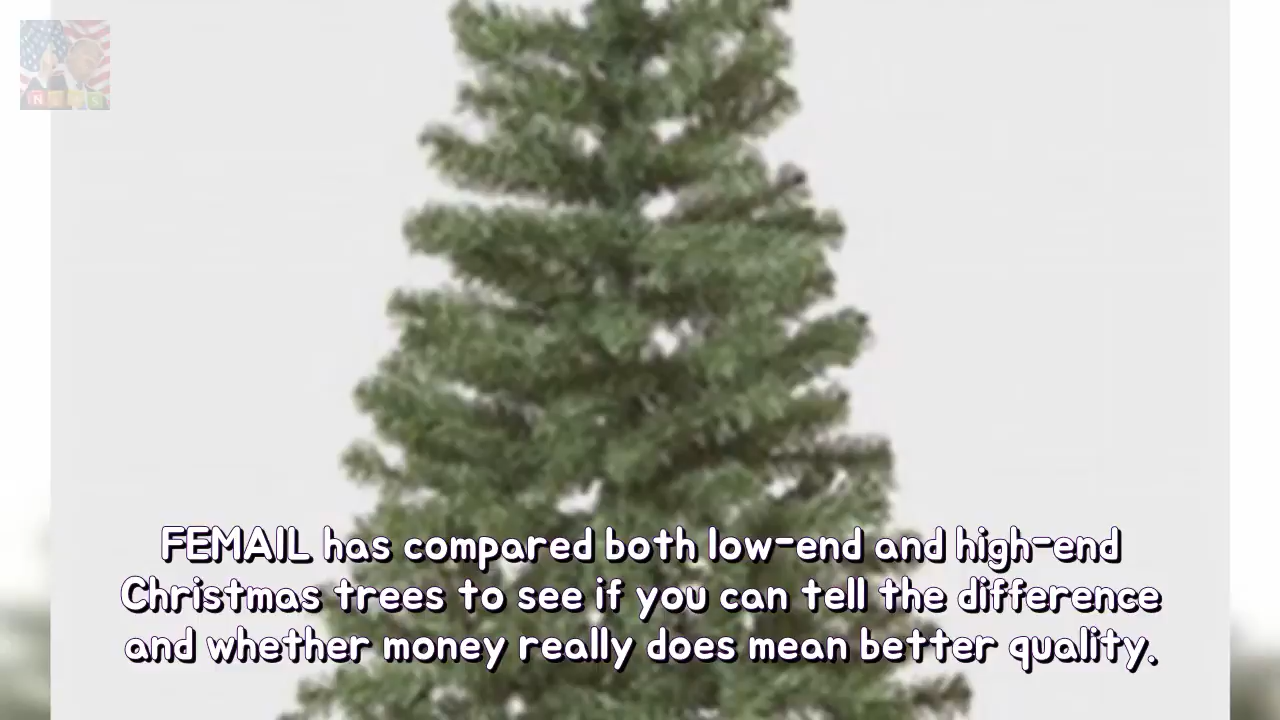 FEMAIL has compared both low-end and high-end
Christmas trees to see if you can tell the difference
and whether money really does mean better quality.